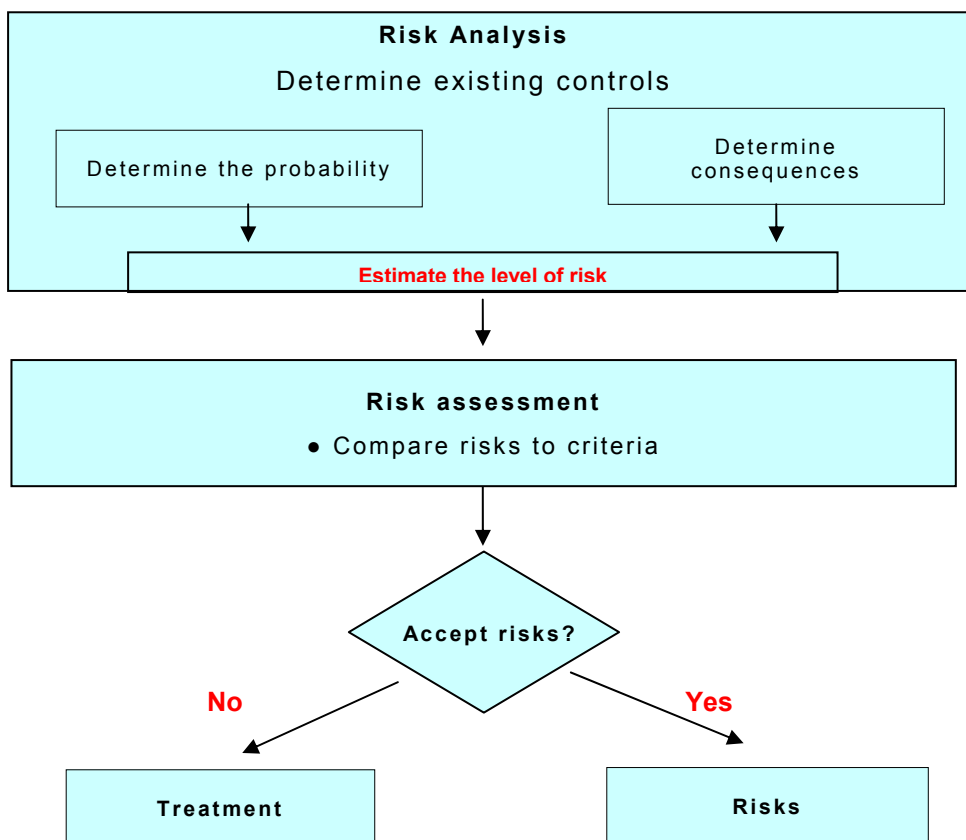 Risk Analysis
Determine existing controls
Determine the probability
Determine
consequences
Estimate the level of risk
Risk assessment
● Compare risks to criteria
Accept risks?
No
Yes
Treatment
Risks